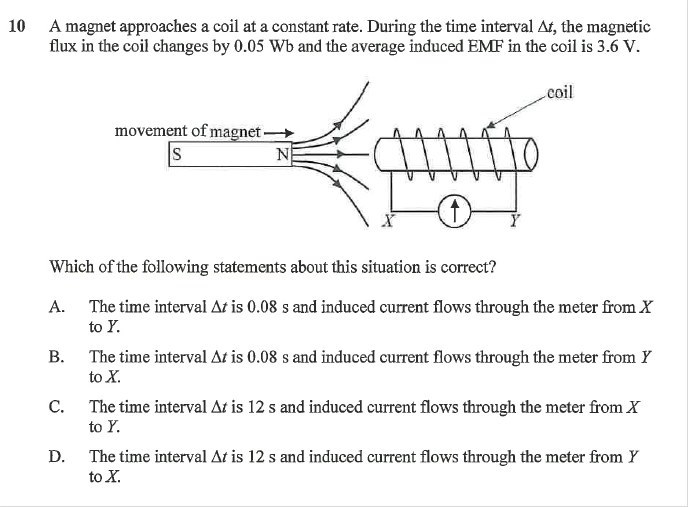 10 A magnet approaches a coil at a constant rate. During the time interval Δt, the magnetic
flux in the coil changes by 0.05 Wb and the average induced EMF in the coil is 3.6 V.
coil
movement of magnet
S N
X Y
Which of the following statements about this situation is correct?
A. The time interval Δt is 0.08 s and induced current flows through the meter from X
to Y.
B. The time interval Δt is 0.08 s and induced current flows through the meter from Y
to X.
C. The time interval Δt is 12 s and induced current flows through the meter from X
to Y.
D. The time interval Δt is 12 s and induced current flows through the meter from Y
to X.